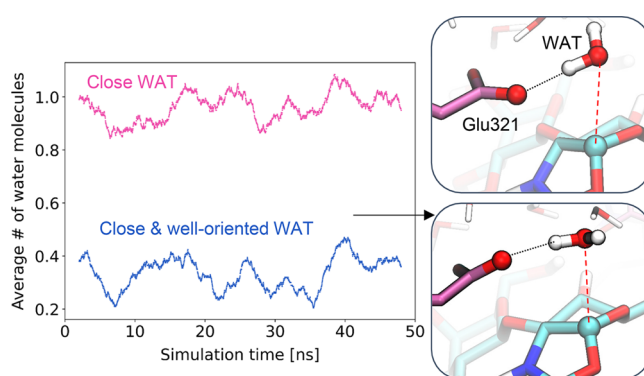 Average # of water molecules
1.0
0.8
0.6
0.4
0.2
Close WAT
Close & well-oriented WAT
0
10
20
30
40
50
Simulation time [ns]
WAT
Glu321